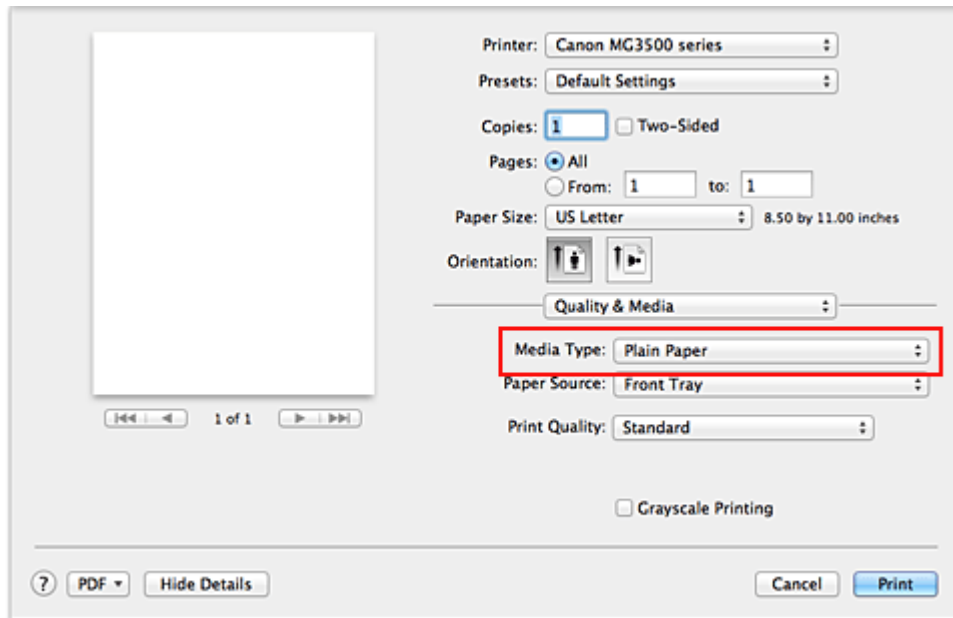 Printer: Canon MG3500 series
Presets: Default Settings
Copies: 1 Two-Sided
Pages: All
From: 1 to: 1
Paper Size: US Letter 8.50 by 11.00 inches
Orientation:
Quality & Media
Media Type: Plain Paper
Paper Source: Front Tray
1 of 1
Print Quality: Standard
Grayscale Printing
? PDF Hide Details Cancel Print